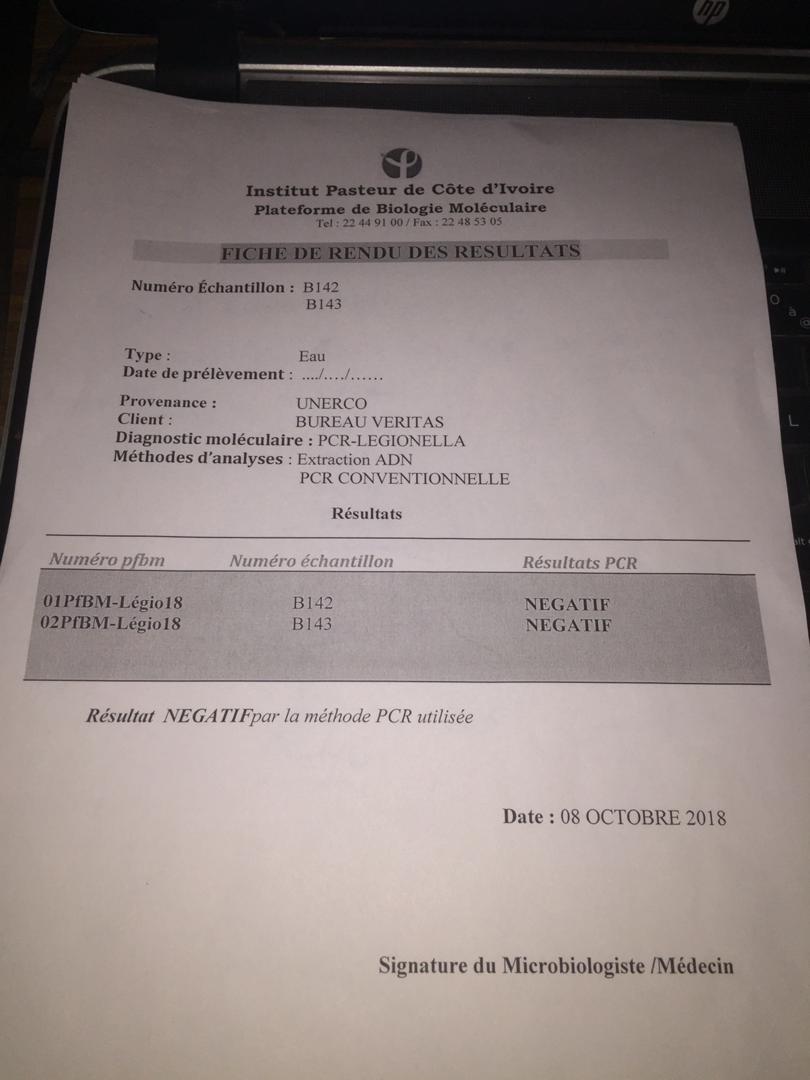 hp
Institut Pasteur de Côte d'Ivoire
Plateforme de Biologie Moléculaire
Tel : 22 44 91 00 / Fax : 22 48 53 05
FICHE DE RENDU DES RESULTATS
Numéro Échantillon : B142
B143
Type : Eau
Date de prélèvement : ..../..../......
Provenance : UNERCO
Client : BUREAU VERITAS
Diagnostic moléculaire : PCR-LEGIONELLA
Méthodes d'analyses : Extraction ADN
PCR CONVENTIONNELLE
Résultats
Numéro pfbm Numéro échantillon Résultats PCR
01PfBM-Légio18 B142 NEGATIF
02PfBM-Légio18 B143 NEGATIF
Résultat NEGATIFpar la méthode PCR utilisée
Date : 08 OCTOBRE 2018
Signature du Microbiologiste /Médecin
O
à
@
L